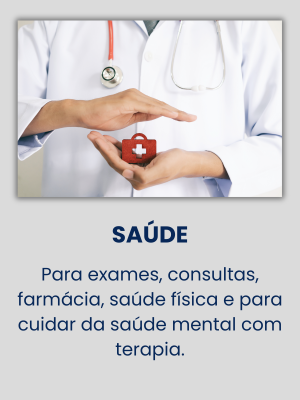 SAÚDE
Para exames, consultas,
farmácia, saúde física e para
cuidar da saúde mental com
terapia.